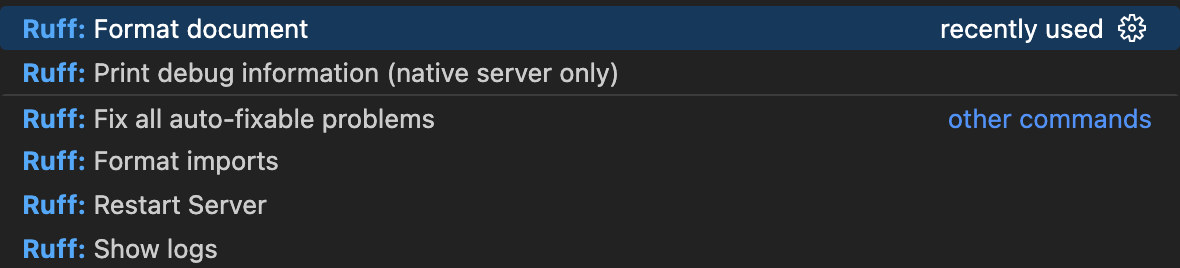 Ruff: Format document recently used
Ruff: Print debug information (native server only)
Ruff: Fix all auto-fixable problems other commands
Ruff: Format imports
Ruff: Restart Server
Ruff: Show logs